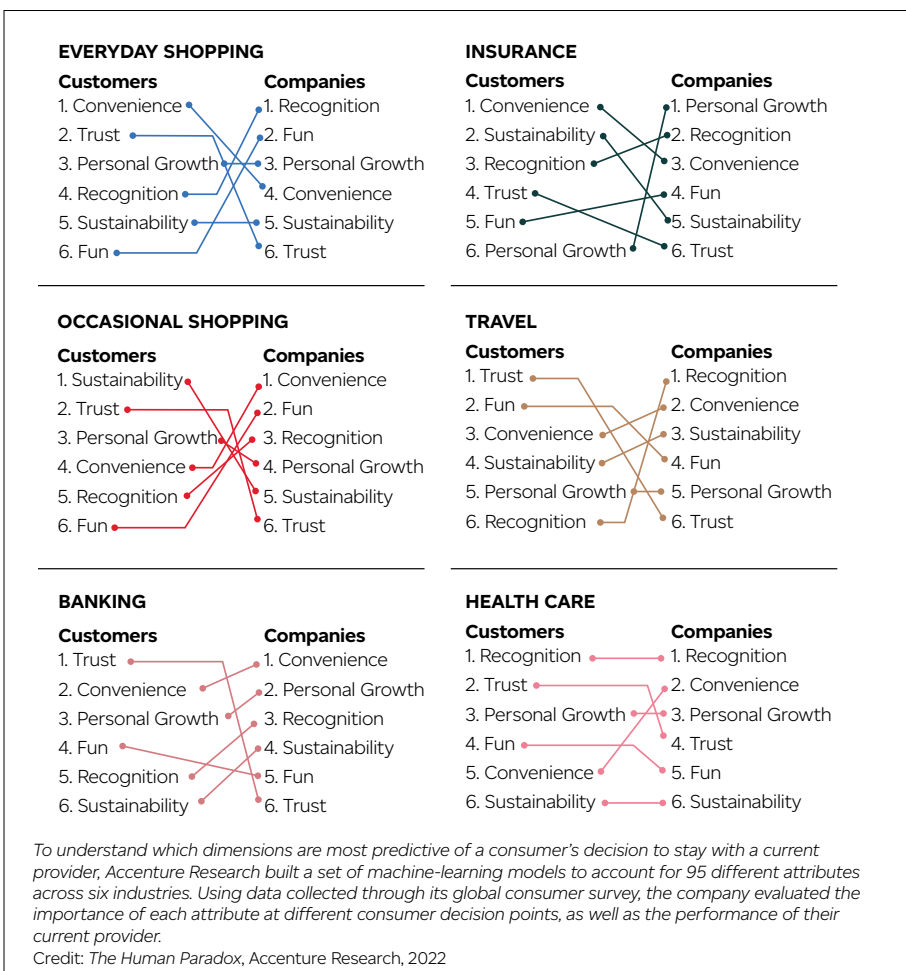 EVERYDAY SHOPPING
Customers
Companies
1. Convenience
1. Recognition
2. Trust
2. Fun
3. Personal Growth
3. Personal Growth
4. Recognition
4. Convenience
5. Sustainability
5. Sustainability
6. Fun
6. Trust
INSURANCE
Customers
Companies
1. Convenience
1. Personal Growth
2. Sustainability
2. Recognition
3. Recognition
3. Convenience
4. Trust
4. Fun
5. Fun
5. Sustainability
6. Personal Growth
6. Trust
OCCASIONAL SHOPPING
Customers
Companies
1. Sustainability
1. Convenience
2. Trust
2. Fun
3. Personal Growth
3. Recognition
4. Convenience
4. Personal Growth
5. Recognition
5. Sustainability
6. Fun
6. Trust
TRAVEL
Customers
Companies
1. Trust
1. Recognition
2. Fun
2. Convenience
3. Convenience
3. Sustainability
4. Sustainability
4. Fun
5. Personal Growth
5. Personal Growth
6. Recognition
6. Trust
BANKING
Customers
Companies
1. Trust
1. Convenience
2. Convenience
2. Personal Growth
3. Personal Growth
3. Recognition
4. Fun
4. Sustainability
5. Recognition
5. Fun
6. Sustainability
6. Trust
HEALTH CARE
Customers
Companies
1. Recognition
1. Recognition
2. Trust
2. Convenience
3. Personal Growth
3. Personal Growth
4. Fun
4. Trust
5. Convenience
5. Fun
6. Sustainability
6. Sustainability
To understand which dimensions are most predictive of a consumer's decision to stay with a current
provider, Accenture Research built a set of machine-learning models to account for 95 different attributes
across six industries. Using data collected through its global consumer survey, the company evaluated the
importance of each attribute at different consumer decision points, as well as the performance of their
current provider.
Credit: The Human Paradox, Accenture Research, 2022